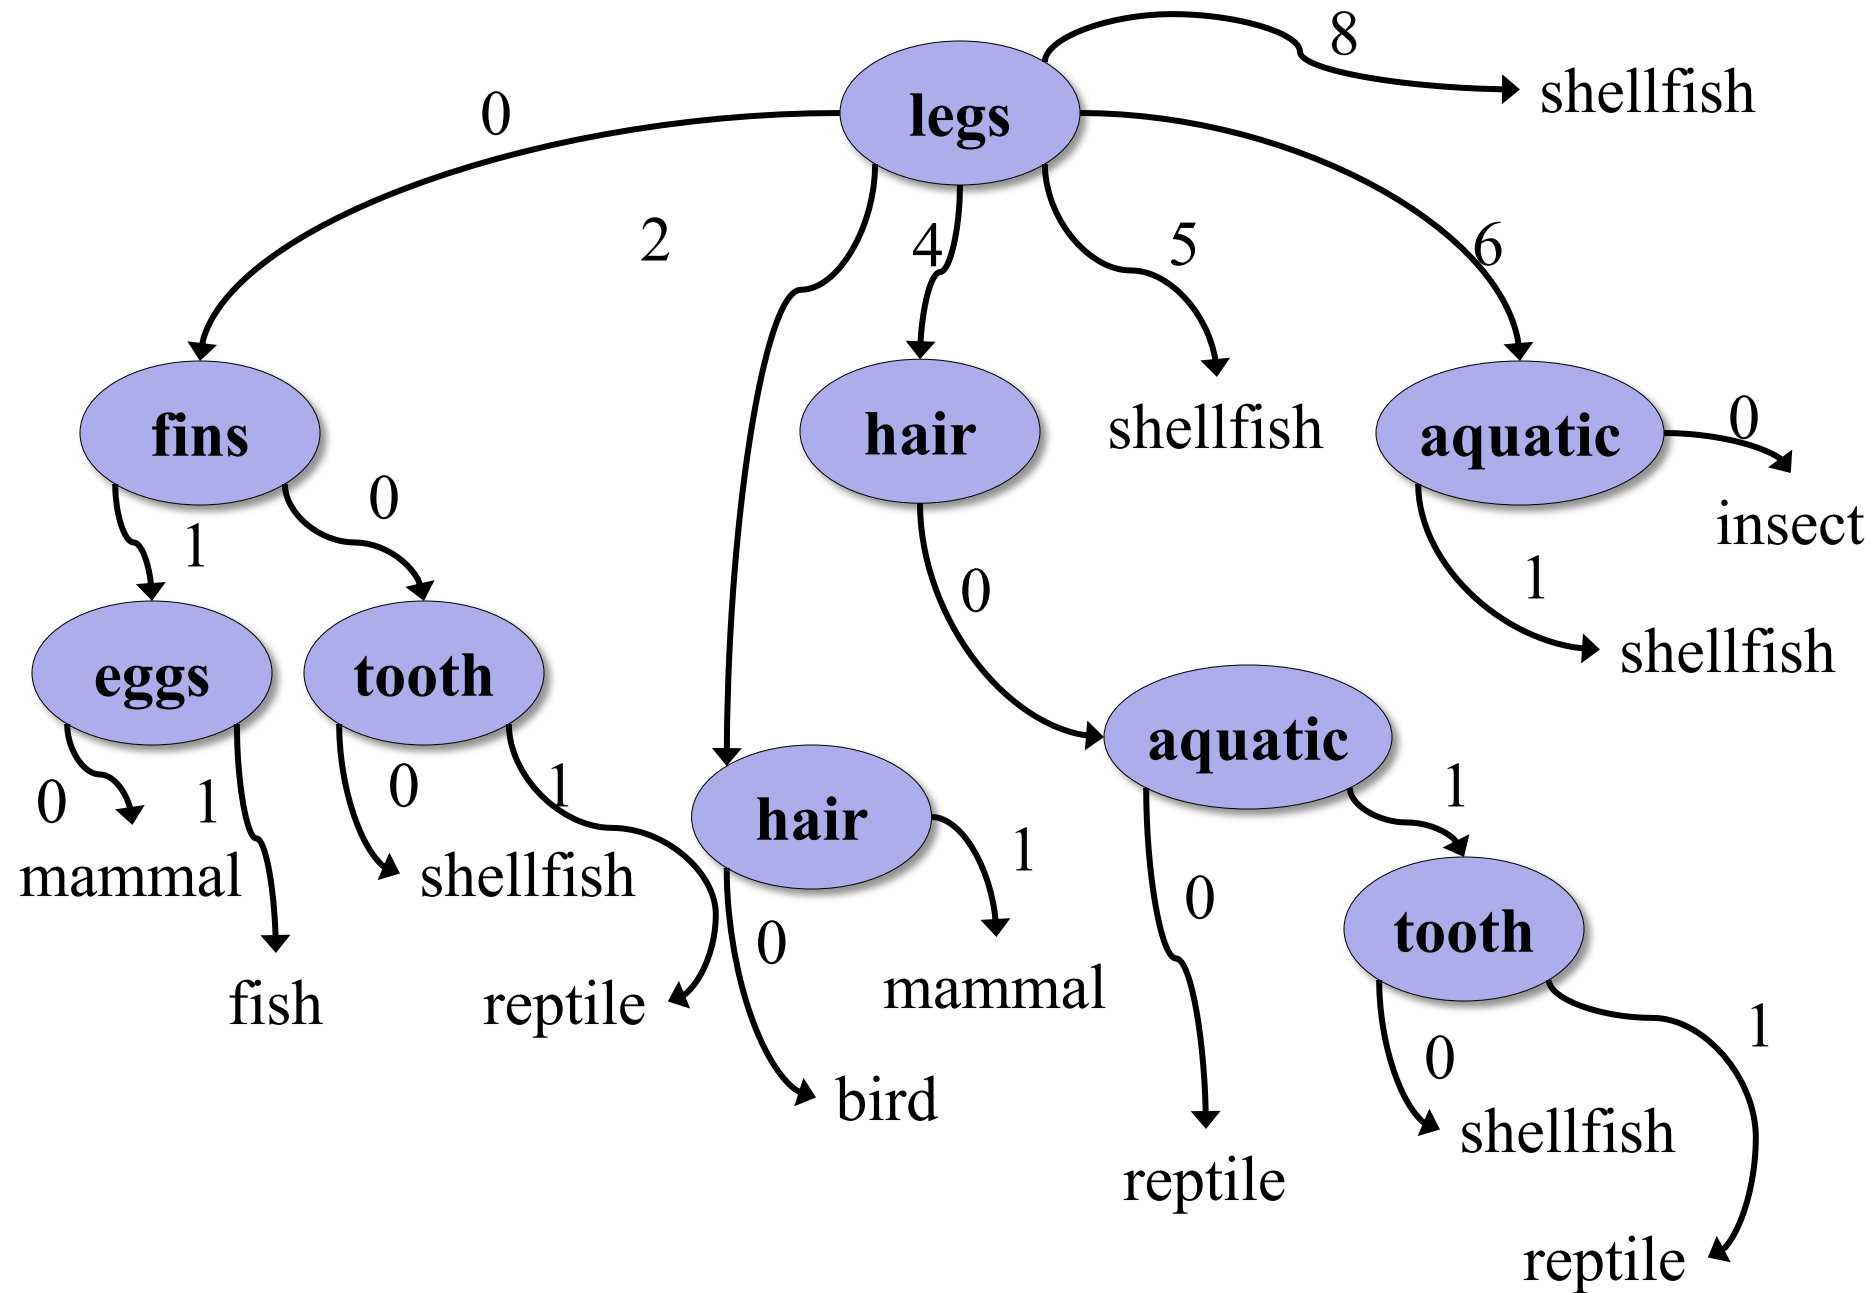 8
shellfish
0
legs
2
4
5
6
fins
hair
shellfish
aquatic
0
insect
1
0
0
1
shellfish
eggs
tooth
aquatic
0
1
0
1
hair
1
1
mammal
shellfish
0
0
tooth
mammal
fish
reptile
bird
0
1
shellfish
reptile
reptile